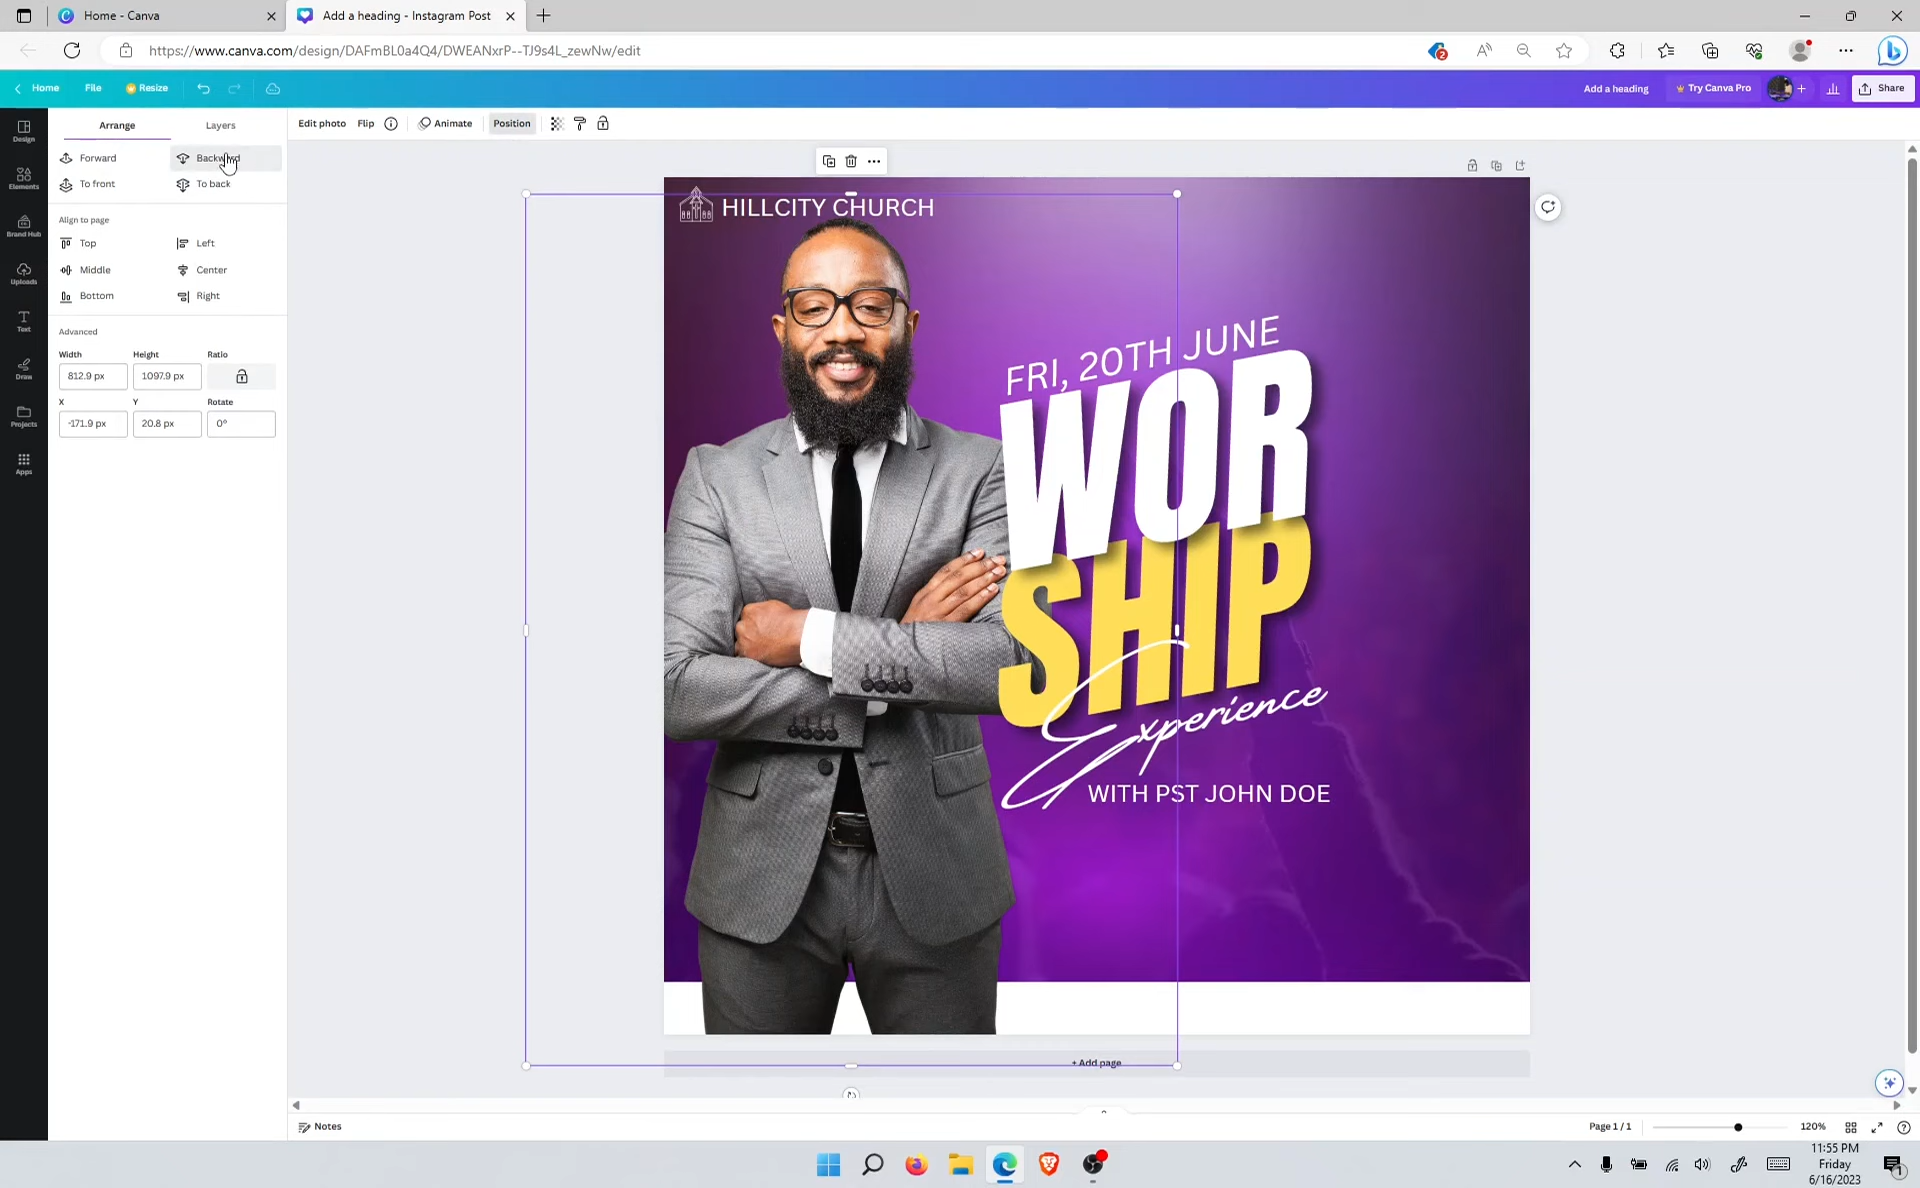 Home - Canva
Add a heading - Instagram Post
https://www.canva.com/design/DAFmBL0a4Q4/DWEANxrP--TJ9s4L_zewNw/edit
2
Home
File
Resize
Add a heading
Try Canva Pro
Share
Design
Elements
Brand Hub
Uploads
Text
Draw
Projects
Apps
Arrange
Layers
Forward
Backward
To front
To back
Align to page
Top
Left
Middle
Center
Bottom
Right
Advanced
Width
Height
Ratio
812.9 px
1097.9 px
X
Y
Rotate
-171.9 px
20.8 px
0°
Edit photo
Flip
Animate
Position
HILLCITY CHURCH
FRI, 20TH JUNE
WOR
SHIP
Experience
WITH PST JOHN DOE
+ Add page
Notes
Page 1 / 1
120%
11:55 PM
Friday
6/16/2023
1